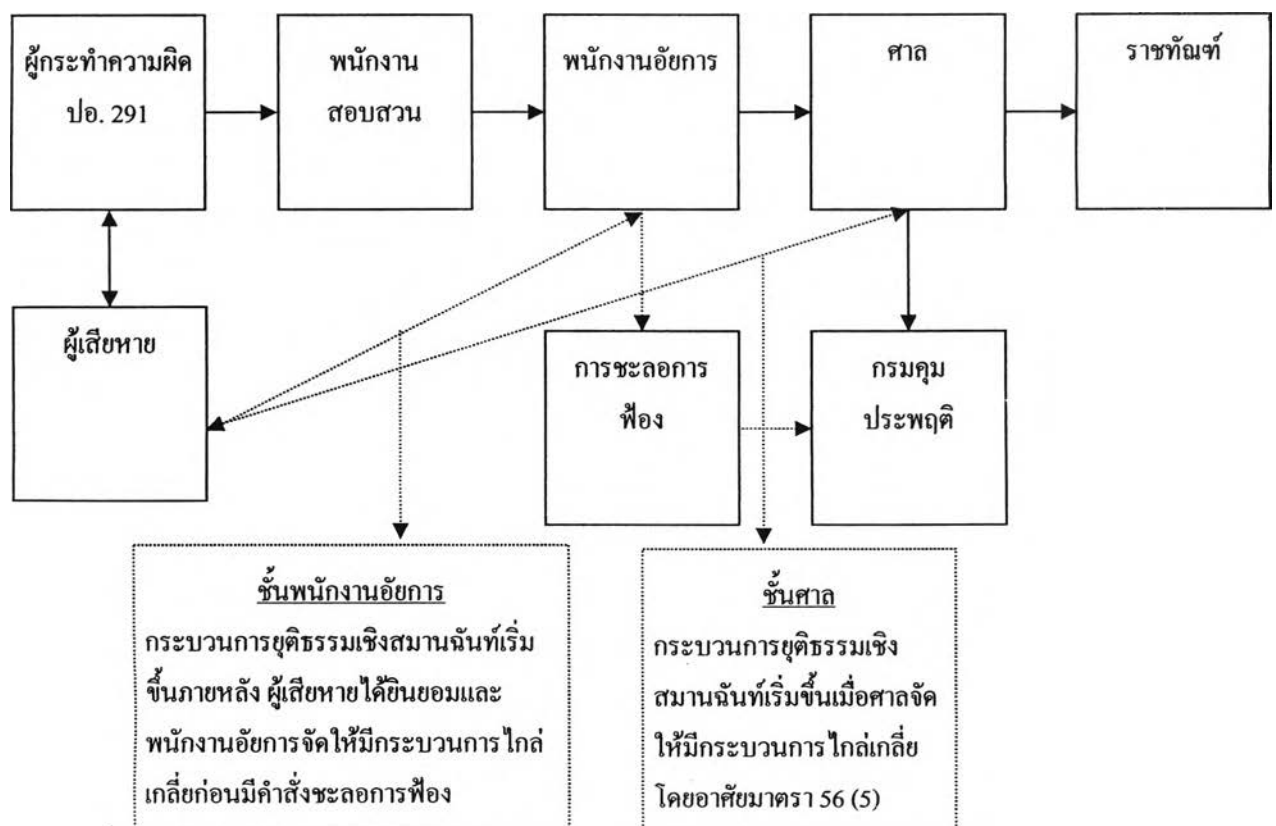 ผู้กระทำความผิด
ปอ. 291
พนักงาน
สอบสวน
พนักงานอัยการ
ศาล
ราชทัณฑ์
ผู้เสียหาย
การชะลอการ
ฟ้อง
กรมคุม
ประพฤติ
ชั้นพนักงานอัยการ
กระบวนการยุติธรรมเชิงสมานฉันท์เริ่ม
ขึ้นภายหลัง ผู้เสียหายได้ยินยอมและ
พนักงานอัยการจัดให้มีกระบวนการไกล่
เกลี่ยก่อนมีคำสั่งชะลอการฟ้อง
ชั้นศาล
กระบวนการยุติธรรมเชิง
สมานฉันท์เริ่มขึ้นเมื่อศาลจัด
ให้มีกระบวนการไกล่เกลี่ย
โดยอาศัยมาตรา 56 (5)